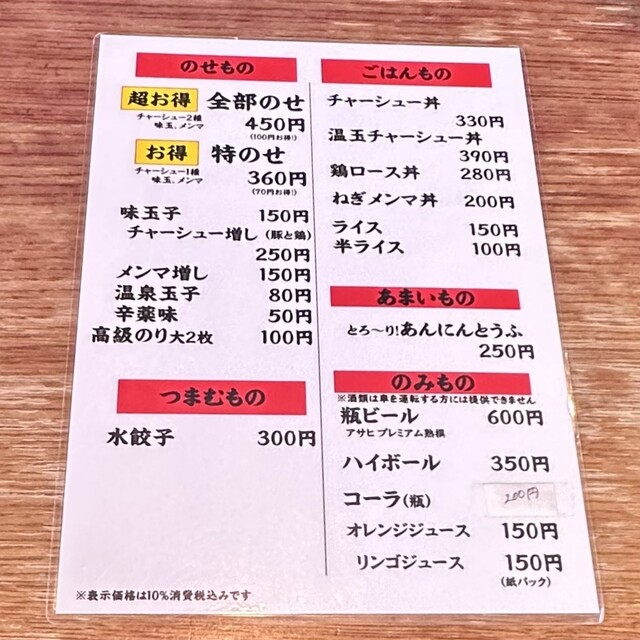 のせもの
超お得 全部のせ
チャーシュー2種
味玉、メンマ 450円
(100円お得!)
お得 特のせ
チャーシュー1種
味玉、メンマ 360円
(70円お得!)
味玉子 150円
チャーシュー増し(豚と鶏)
250円
メンマ増し 150円
温泉玉子 80円
辛薬味 50円
高級のり大2枚 100円
つまむもの
水餃子 300円
※表示価格は10%消費税込みです
ごはんもの
チャーシュー丼
330円
温玉チャーシュー丼
390円
鶏ロース丼 280円
ねぎメンマ丼 200円
ライス 150円
半ライス 100円
あまいもの
とろ~り!あんにんとうふ
250円
のみもの
※酒類は車を運転する方には提供できません
瓶ビール 600円
アサヒ プレミアム熟撰
ハイボール 350円
コーラ(瓶) 200円
オレンジジュース 150円
リンゴジュース 150円
(紙パック)